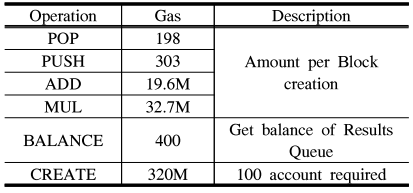 Operation Gas Description
POP 198
PUSH 303
ADD 19.6M
MUL 32.7M
Amount per Block
creation
BALANCE 400
Get balance of Results
Queue
CREATE 320M 100 account required